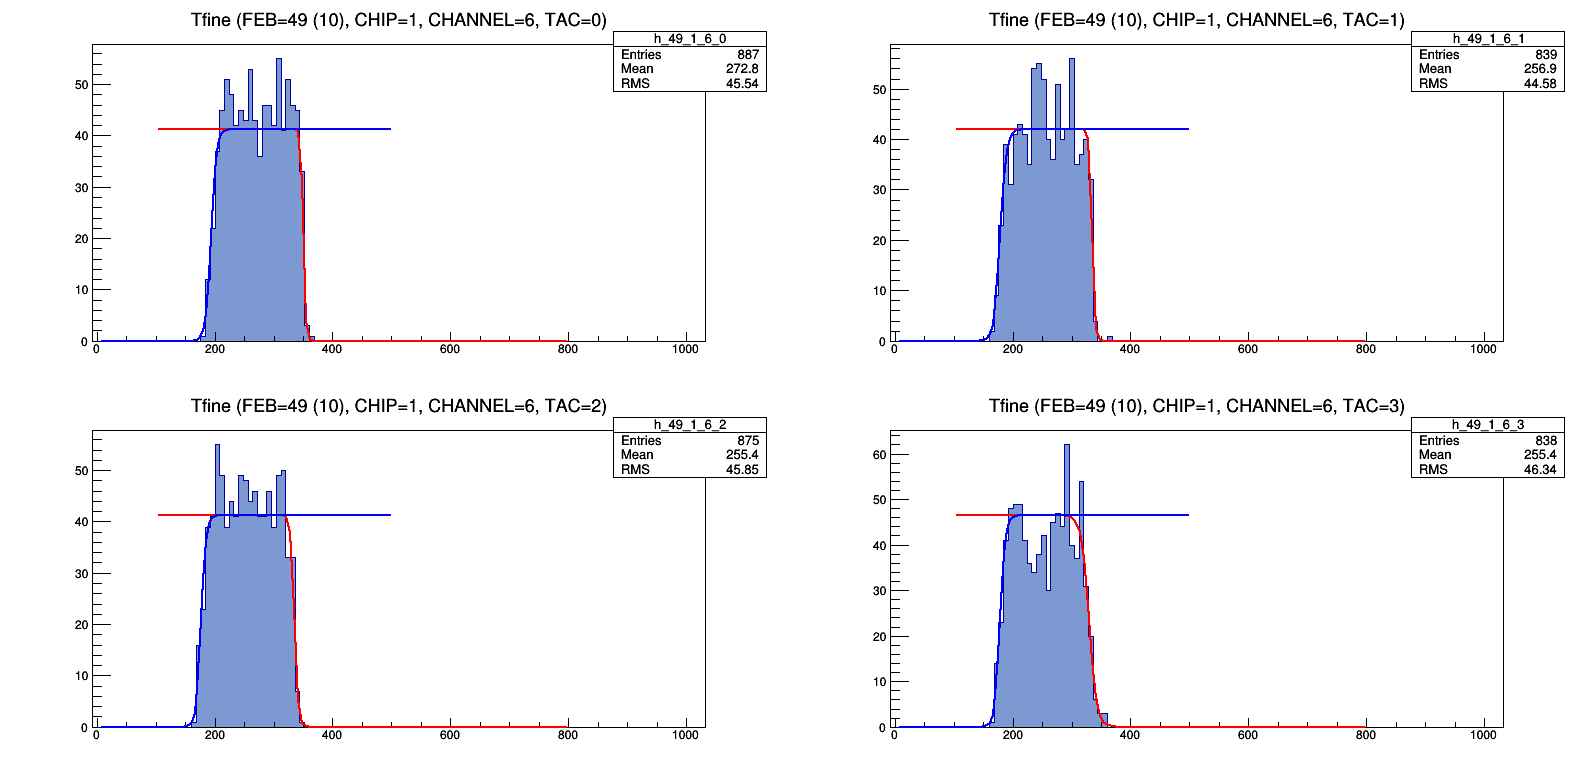 Tfine (FEB=49 (10), CHIP=1, CHANNEL=6, TAC=0)
h_49_1_6_0
Entries 887
Mean 272.8
RMS 45.54
50
40
30
20
10
0
0 200 400 600 800 1000
Tfine (FEB=49 (10), CHIP=1, CHANNEL=6, TAC=1)
h_49_1_6_1
Entries 839
Mean 256.9
RMS 44.58
50
40
30
20
10
0
0 200 400 600 800 1000
Tfine (FEB=49 (10), CHIP=1, CHANNEL=6, TAC=2)
h_49_1_6_2
Entries 875
Mean 255.4
RMS 45.85
50
40
30
20
10
0
0 200 400 600 800 1000
Tfine (FEB=49 (10), CHIP=1, CHANNEL=6, TAC=3)
h_49_1_6_3
Entries 838
Mean 255.4
RMS 46.34
60
50
40
30
20
10
0
0 200 400 600 800 1000